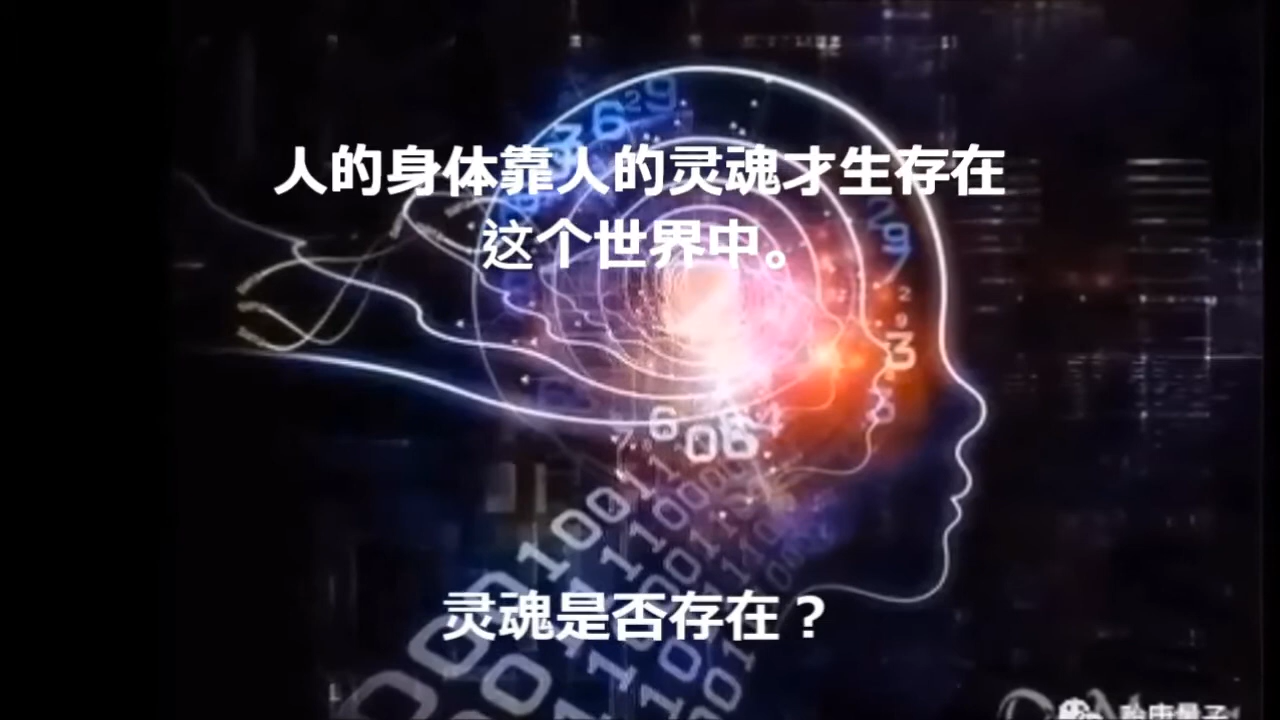 人的身体靠人的灵魂才生存在
这个世界中。
灵魂是否存在？